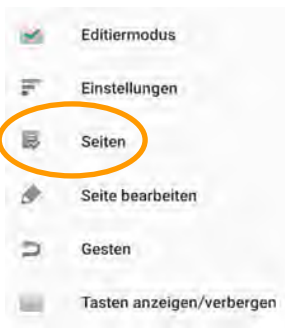 Editiermodus
Einstellungen
Seiten
Seite bearbeiten
Gesten
Tasten anzeigen/verbergen